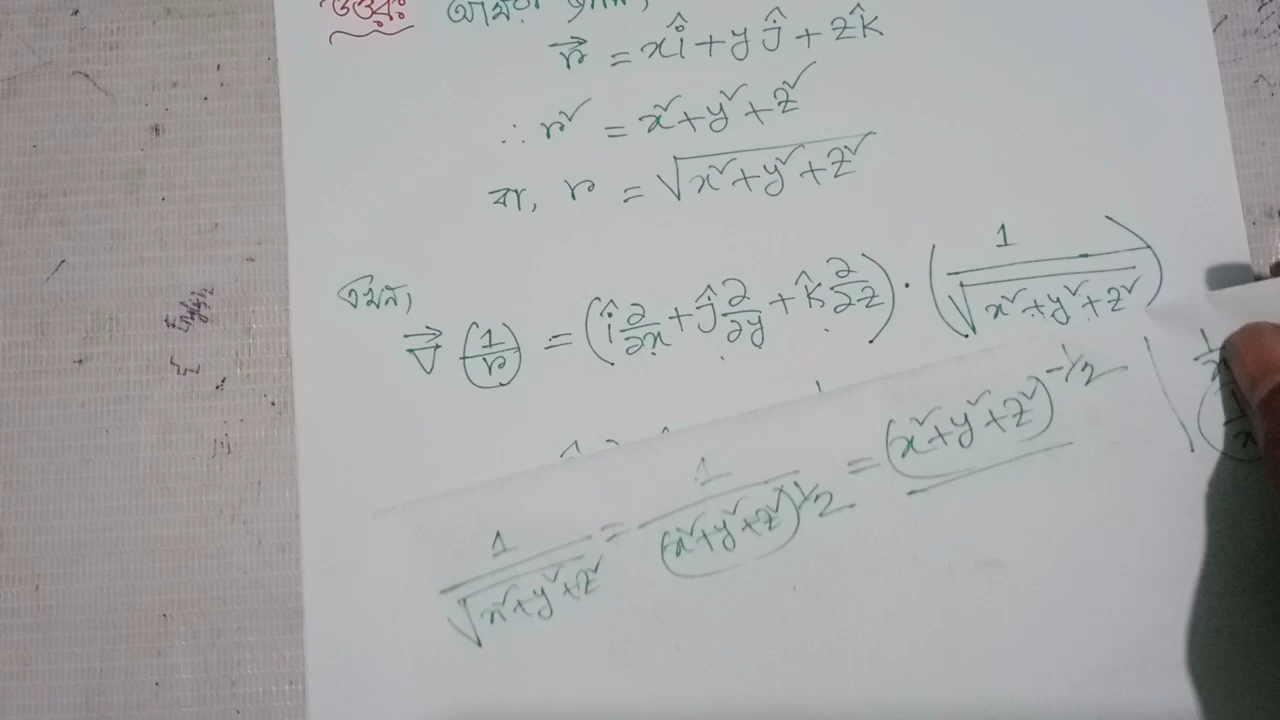 উত্তরঃ আমরা জানি,
r⃗ = xî + yĵ + zk̂
∴ r² = x² + y² + z²
বা, r = √(x² + y² + z²)
এখন,
∇⃗ (1/r) = (î ∂/∂x + ĵ ∂/∂y + k̂ ∂/∂z) · (1/√(x² + y² + z²))
1/√(x² + y² + z²) = 1/(x² + y² + z²)^1/2 = (x² + y² + z²)^-1/2